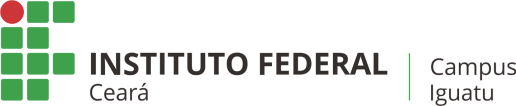 INSTITUTO FEDERAL
Ceará
Campus
Iguatu